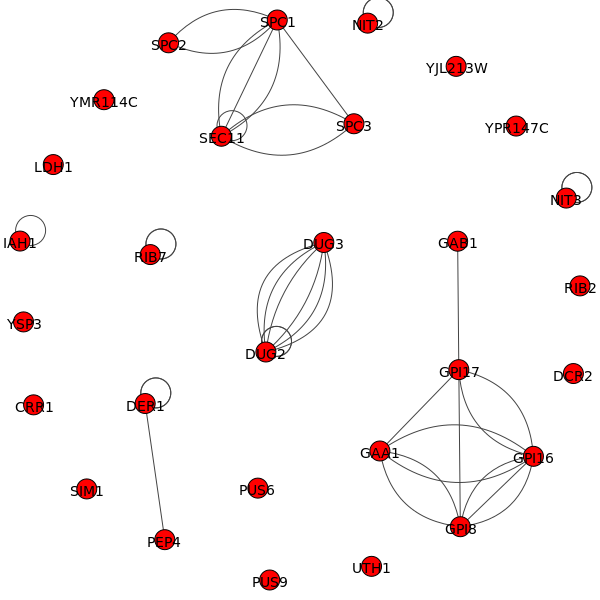 SPC1
NIT2
SPC2
YJL213W
YMR114C
SPC3
YPR147C
SEC11
LDH1
NIT3
IAH1
RIB7
DUG3
GAB1
RIB2
YSP3
DUG2
GPI17
DCR2
CRR1
DER1
GAA1
GPI16
SIM1
PUS6
GPI8
PEP4
UTH1
PUS9